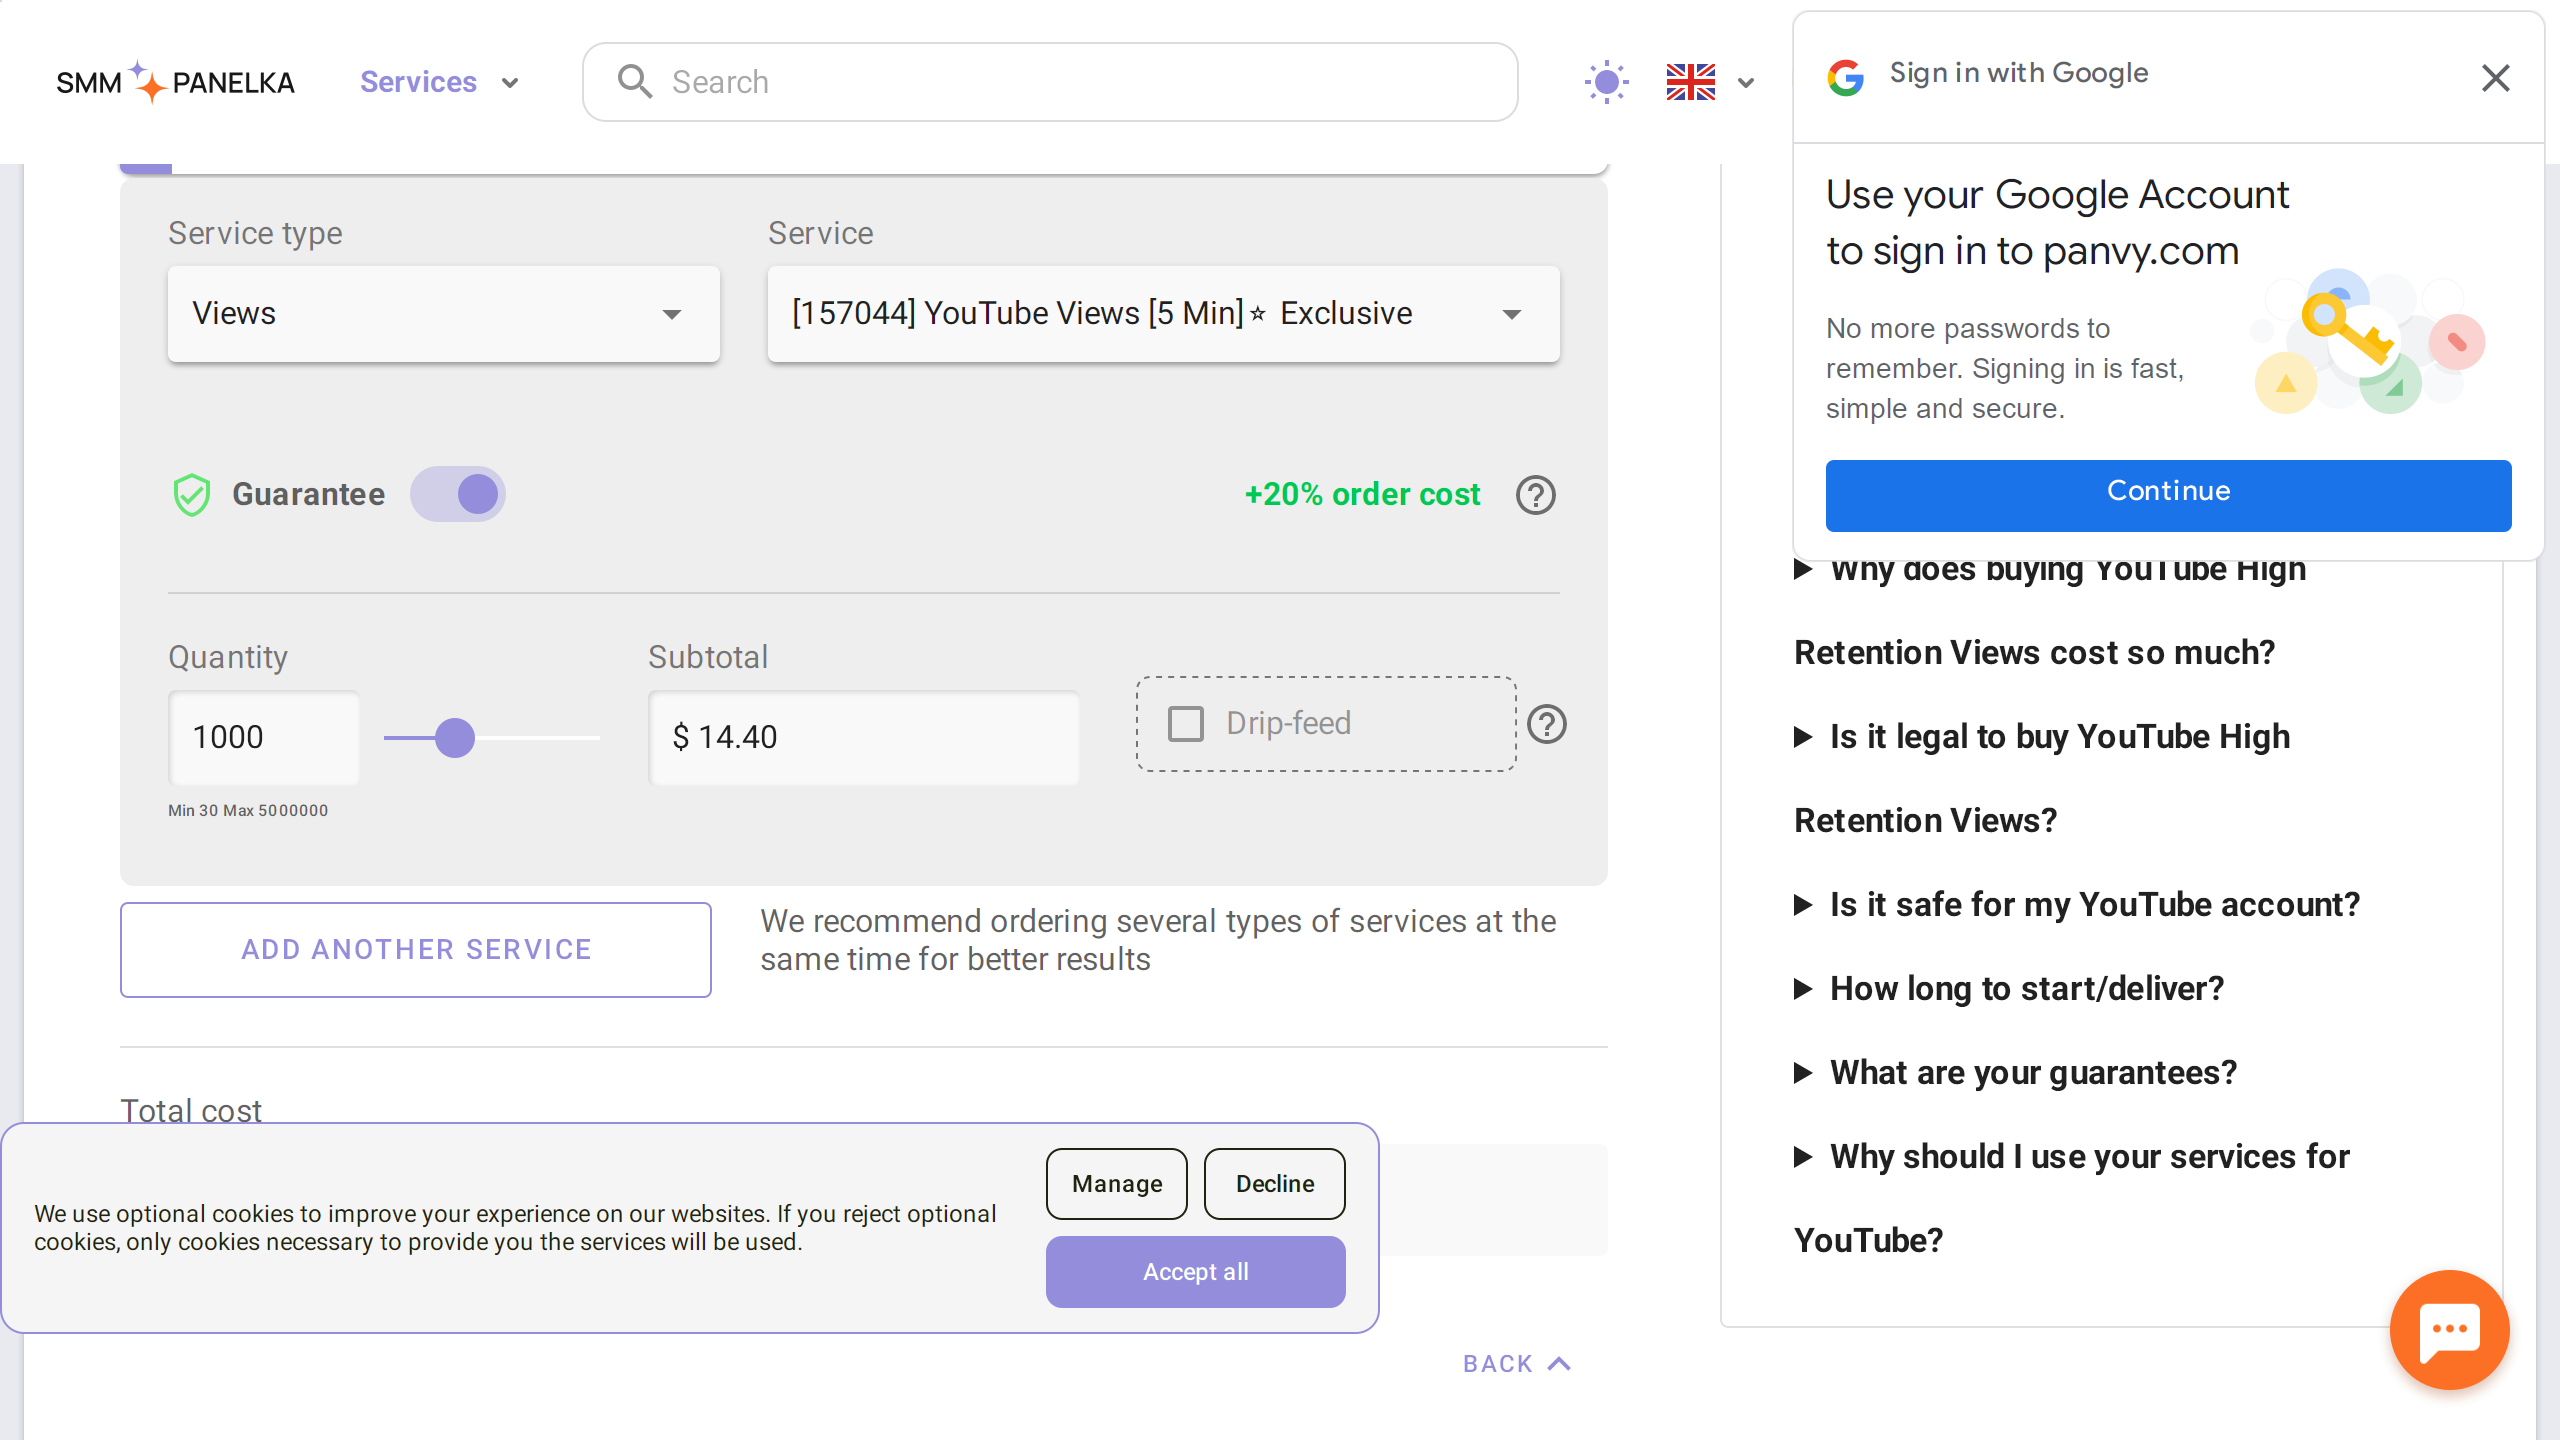 SMM PANELKA
Services
Search
Service type
Service
Views
[157044] YouTube Views [5 Min]⭐ Exclusive
Guarantee
+20% order cost
Quantity
Subtotal
1000
$ 14.40
Drip-feed
Min 30 Max 5000000
ADD ANOTHER SERVICE
We recommend ordering several types of services at the
same time for better results
Total cost
We use optional cookies to improve your experience on our websites. If you reject optional
cookies, only cookies necessary to provide you the services will be used.
Manage
Decline
Accept all
BACK
Sign in with Google
Use your Google Account
to sign in to panvy.com
No more passwords to
remember. Signing in is fast,
simple and secure.
Continue
Why does buying YouTube High
Retention Views cost so much?
Is it legal to buy YouTube High
Retention Views?
Is it safe for my YouTube account?
How long to start/deliver?
What are your guarantees?
Why should I use your services for
YouTube?